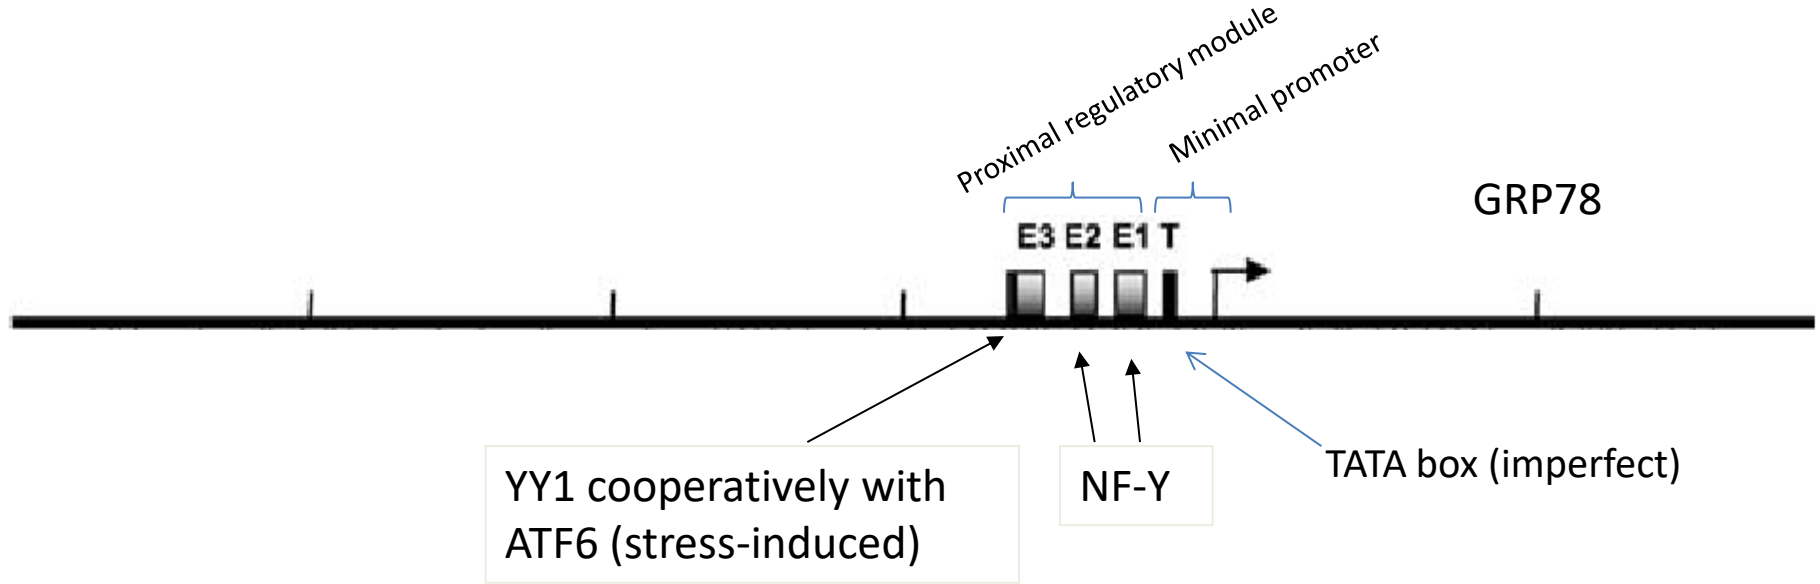 Proximal regulatory module
Minimal promoter
GRP78
E3 E2 E1 T
YY1 cooperatively with
ATF6 (stress-induced)
NF-Y
TATA box (imperfect)